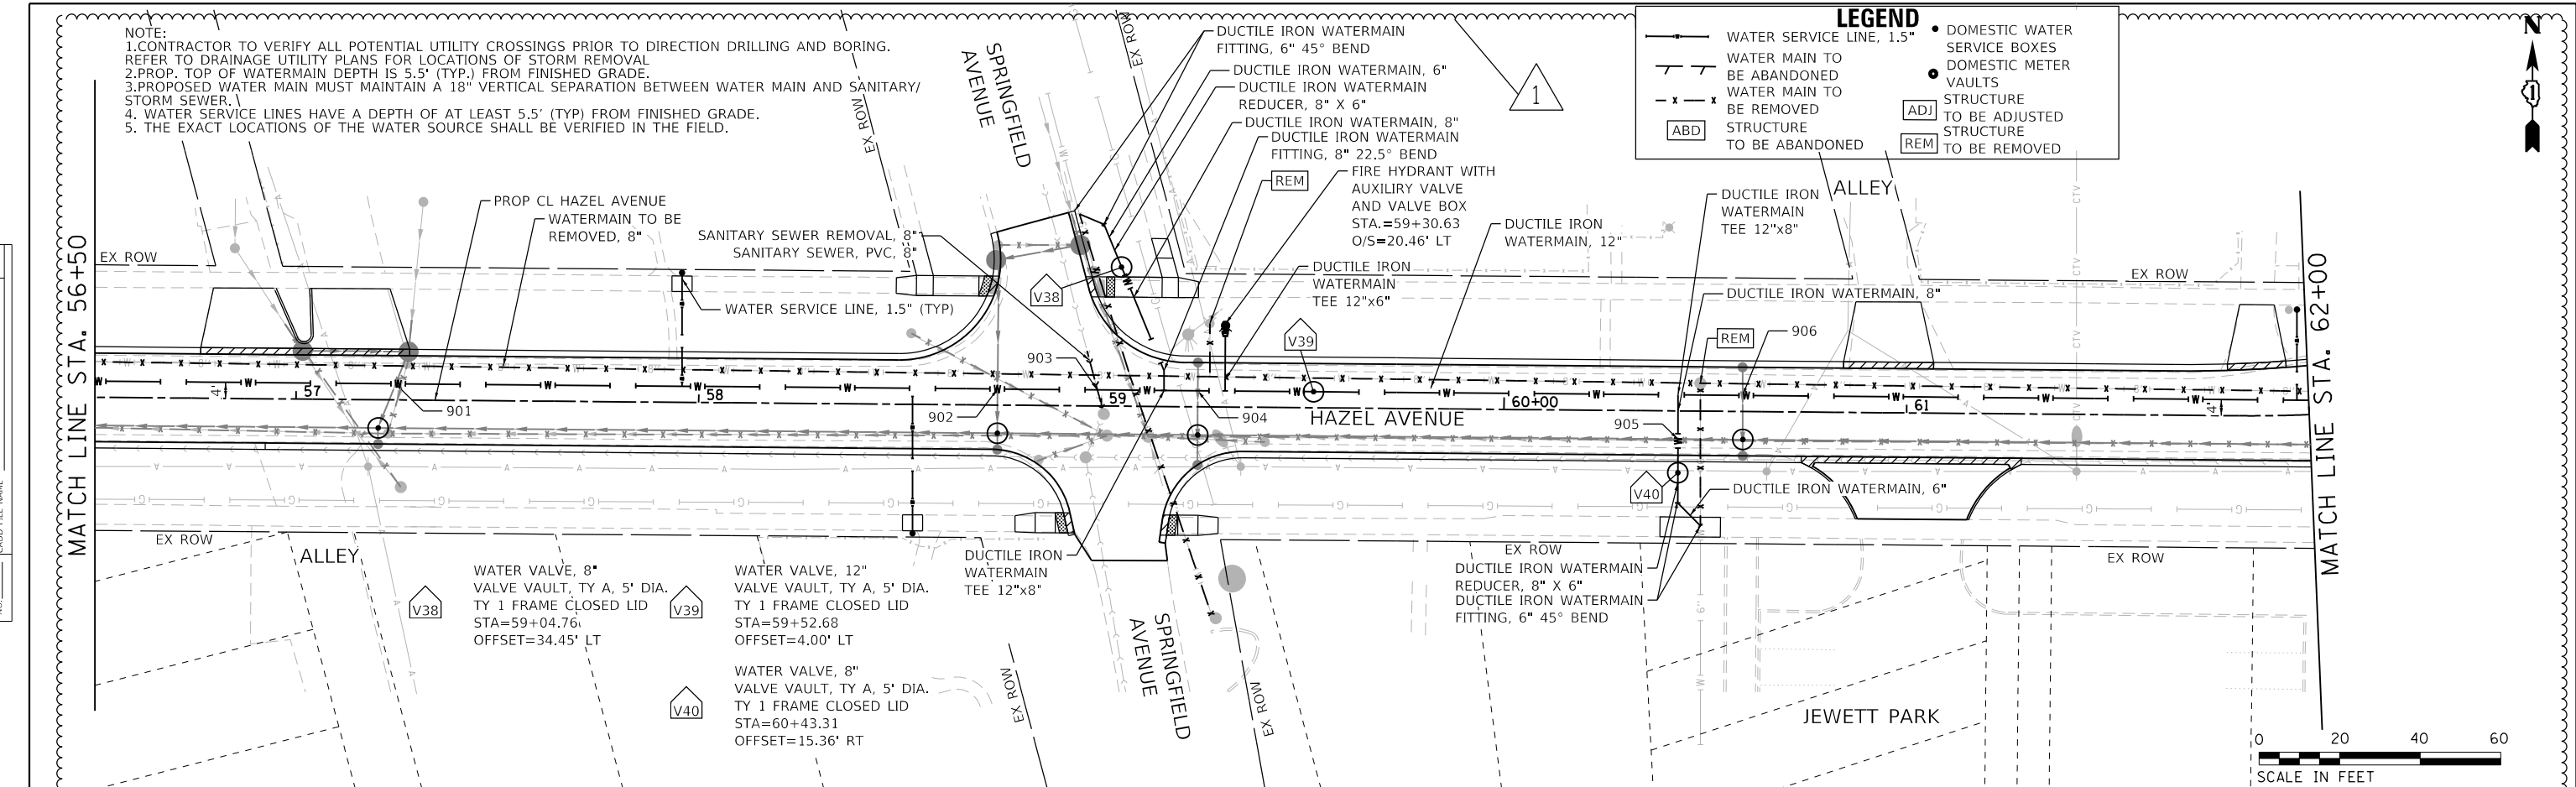 NOTE:
1.CONTRACTOR TO VERIFY ALL POTENTIAL UTILITY CROSSINGS PRIOR TO DIRECTION DRILLING AND BORING.
REFER TO DRAINAGE UTILITY PLANS FOR LOCATIONS OF STORM REMOVAL
2.PROP. TOP OF WATERMAIN DEPTH IS 5.5' (TYP.) FROM FINISHED GRADE.
3.PROPOSED WATER MAIN MUST MAINTAIN A 18" VERTICAL SEPARATION BETWEEN WATER MAIN AND SANITARY/
STORM SEWER.
4. WATER SERVICE LINES HAVE A DEPTH OF AT LEAST 5.5' (TYP) FROM FINISHED GRADE.
5. THE EXACT LOCATIONS OF THE WATER SOURCE SHALL BE VERIFIED IN THE FIELD.
EX ROW
SPRINGFIELD
AVENUE
EX ROW
DUCTILE IRON WATERMAIN
FITTING, 6" 45° BEND
DUCTILE IRON WATERMAIN, 6"
DUCTILE IRON WATERMAIN
REDUCER, 8" X 6"
DUCTILE IRON WATERMAIN, 8"
DUCTILE IRON WATERMAIN
FITTING, 8" 22.5° BEND
REM
FIRE HYDRANT WITH
AUXILIRY VALVE
AND VALVE BOX
STA.=59+30.63
O/S=20.46' LT
1
LEGEND
WATER SERVICE LINE, 1.5"
WATER MAIN TO
BE ABANDONED
WATER MAIN TO
BE REMOVED
ABD
STRUCTURE
TO BE ABANDONED
DOMESTIC WATER
SERVICE BOXES
DOMESTIC METER
VAULTS
ADJ
STRUCTURE
TO BE ADJUSTED
REM
STRUCTURE
TO BE REMOVED
N
1
MATCH LINE STA. 56+50
EX ROW
PROP CL HAZEL AVENUE
WATERMAIN TO BE
REMOVED, 8"
SANITARY SEWER REMOVAL, 8"
SANITARY SEWER, PVC, 8"
WATER SERVICE LINE, 1.5" (TYP)
V38
DUCTILE IRON
WATERMAIN
TEE 12"x6"
V39
DUCTILE IRON
WATERMAIN, 12"
DUCTILE IRON
WATERMAIN
TEE 12"x8"
ALLEY
DUCTILE IRON WATERMAIN, 8"
REM
906
EX ROW
CTV
CTV
MATCH LINE STA. 62+00
903
4'
57
58
59
60+00
61
4'
901
902
904
HAZEL AVENUE
905
V40
DUCTILE IRON WATERMAIN, 6"
EX ROW
ALLEY
DUCTILE IRON
WATERMAIN
TEE 12"x8"
EX ROW
DUCTILE IRON WATERMAIN
REDUCER, 8" X 6"
DUCTILE IRON WATERMAIN
FITTING, 6" 45° BEND
EX ROW
V38
WATER VALVE, 8"
VALVE VAULT, TY A, 5' DIA.
TY 1 FRAME CLOSED LID
STA=59+04.76
OFFSET=34.45' LT
V39
WATER VALVE, 12"
VALVE VAULT, TY A, 5' DIA.
TY 1 FRAME CLOSED LID
STA=59+52.68
OFFSET=4.00' LT
V40
WATER VALVE, 8"
VALVE VAULT, TY A, 5' DIA.
TY 1 FRAME CLOSED LID
STA=60+43.31
OFFSET=15.36' RT
EX ROW
SPRINGFIELD
AVENUE
EX ROW
JEWETT PARK
0 20 40 60
SCALE IN FEET